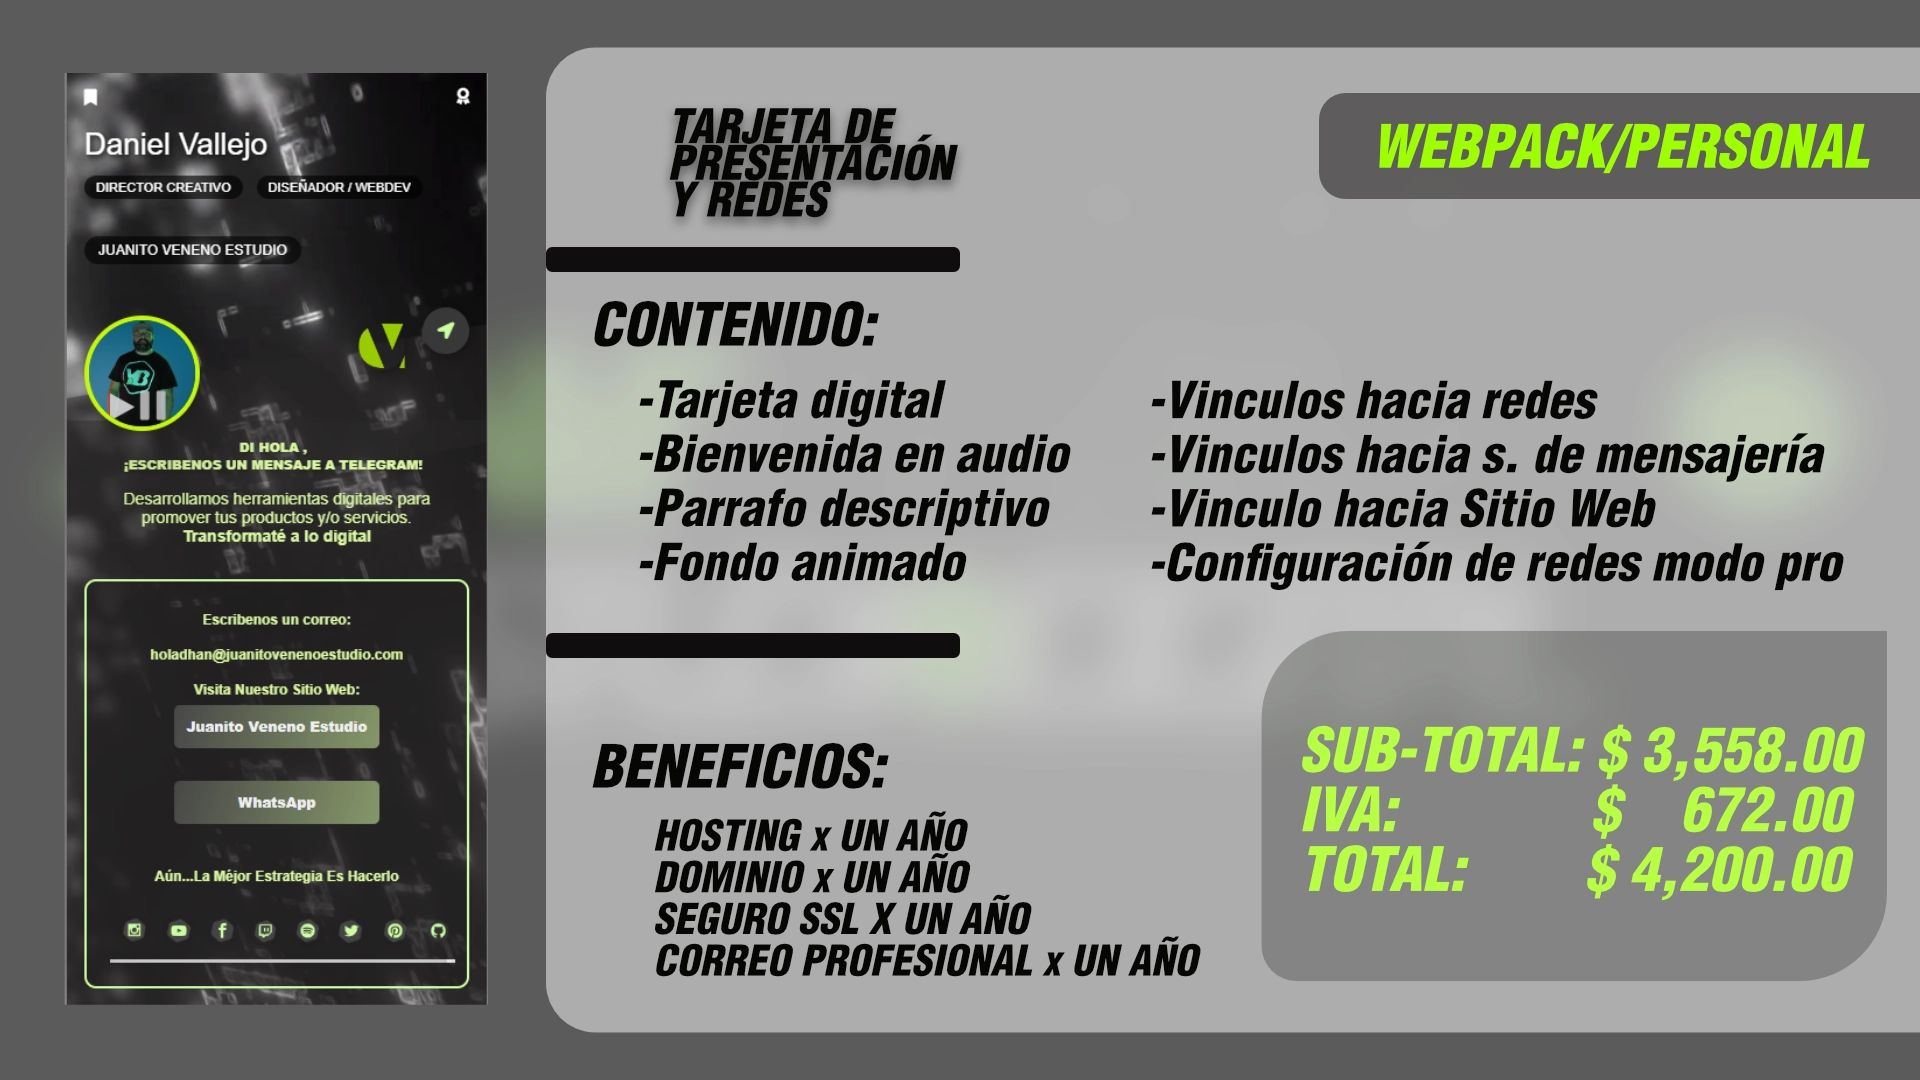 Daniel Vallejo
DIRECTOR CREATIVO
DISEÑADOR / WEBDEV
JUANITO VENENO ESTUDIO
DI HOLA ,
¡ESCRIBENOS UN MENSAJE A TELEGRAM!
Desarrollamos herramientas digitales para
promover tus productos y/o servicios.
Transformaté a lo digital
Escribenos un correo:
holadhan@juanitovenenoestudio.com
Visita Nuestro Sitio Web:
Juanito Veneno Estudio
WhatsApp
Aún...La Méjor Estrategia Es Hacerlo
TARJETA DE
PRESENTACIÓN
Y REDES
WEBPACK/PERSONAL
CONTENIDO:
-Tarjeta digital
-Bienvenida en audio
-Parrafo descriptivo
-Fondo animado
-Vinculos hacia redes
-Vinculos hacia s. de mensajería
-Vinculo hacia Sitio Web
-Configuración de redes modo pro
BENEFICIOS:
HOSTING x UN AÑO
DOMINIO x UN AÑO
SEGURO SSL X UN AÑO
CORREO PROFESIONAL x UN AÑO
SUB-TOTAL: $ 3,558.00
IVA: $ 672.00
TOTAL: $ 4,200.00